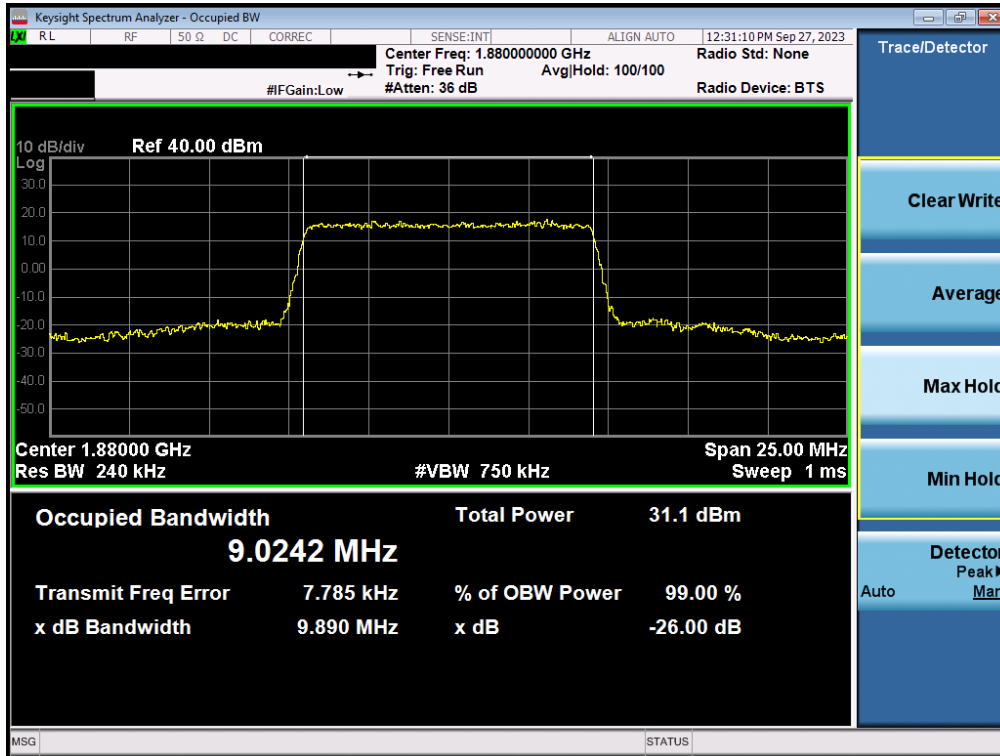 Keysight Spectrum Analyzer - Occupied BW
LXI RL RF 50 Ω DC CORREC SENSE:INT ALIGN AUTO 12:31:10 PM Sep 27, 2023
Center Freq: 1.880000000 GHz Radio Std: None
Trig: Free Run Avg|Hold: 100/100
#IFGain:Low #Atten: 36 dB Radio Device: BTS
10 dB/div Ref 40.00 dBm
Log
30.0
20.0
10.0
0.00
-10.0
-20.0
-30.0
-40.0
-50.0
Center 1.88000 GHz Span 25.00 MHz
Res BW 240 kHz #VBW 750 kHz Sweep 1 ms
Occupied Bandwidth Total Power 31.1 dBm
9.0242 MHz
Transmit Freq Error 7.785 kHz % of OBW Power 99.00 %
x dB Bandwidth 9.890 MHz x dB -26.00 dB
MSG STATUS
Trace/Detector
Clear Write
Average
Max Hold
Min Hold
Detector
Peak
Auto Man